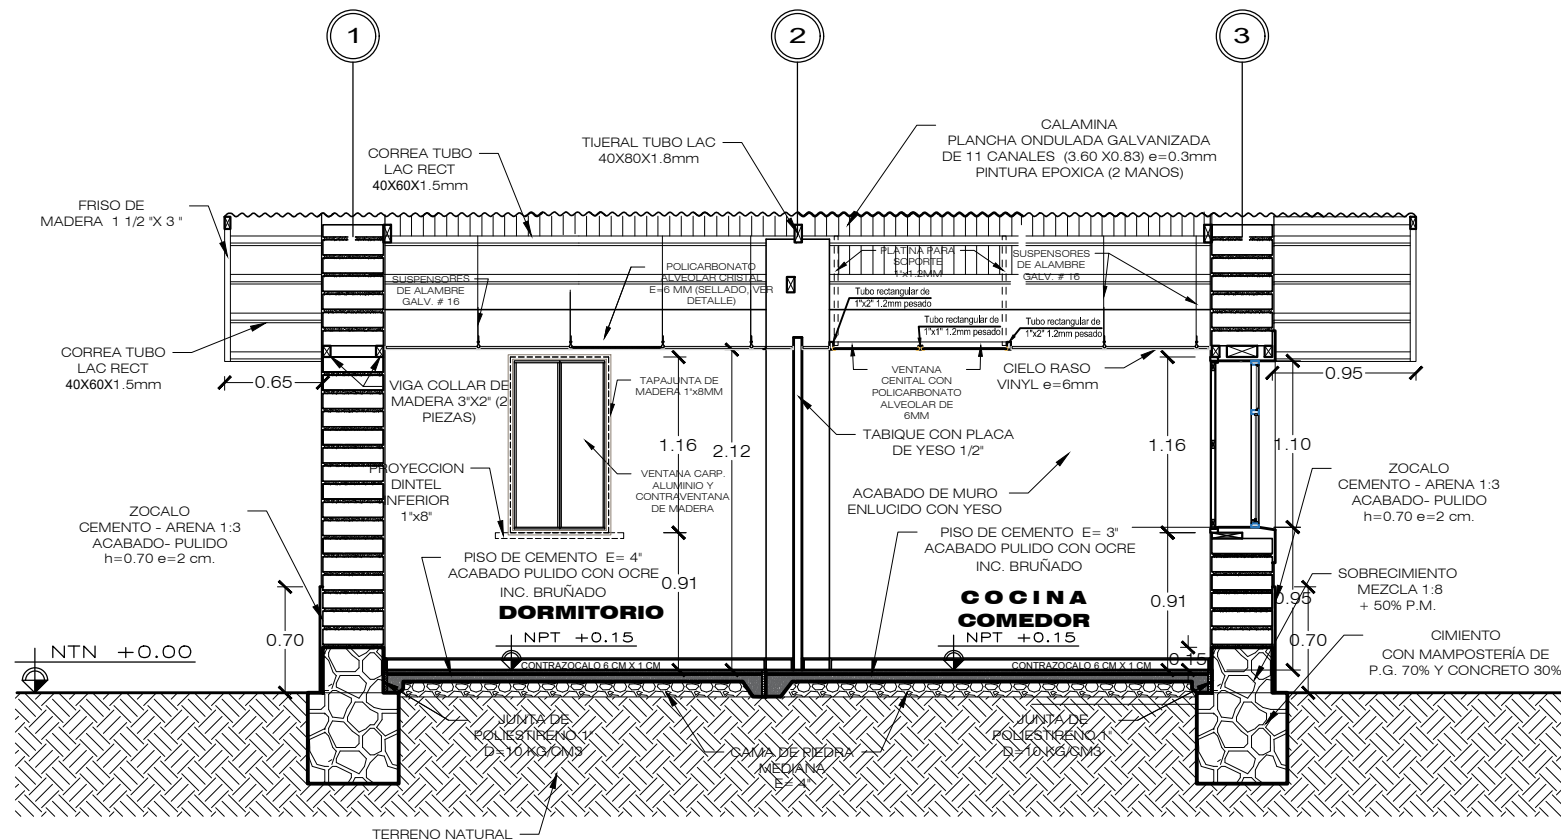 1
2
3
CALAMINA
PLANCHA ONDULADA GALVANIZADA
DE 11 CANALES (3.60 X0.83) e=0.3mm
PINTURA EPOXICA (2 MANOS)
TIJERAL TUBO LAC
40X80X1.8mm
CORREA TUBO
LAC RECT
40X60X1.5mm
FRISO DE
MADERA 1 1/2 "X 3 "
PLATINA PARA
SOPORTE
1"x1.2MM
SUSPENSORES
DE ALAMBRE
GALV. # 16
POLICARBONATO
ALVEOLAR CRISTAL
E=6 MM (SELLADO, VER
DETALLE)
SUSPENSORES
DE ALAMBRE
GALV. # 16
Tubo rectangular de
1"x2" 1.2mm pesado
Tubo rectangular de
1"x1" 1.2mm pesado
Tubo rectangular de
1"x2" 1.2mm pesado
CORREA TUBO
LAC RECT
40X60X1.5mm
0.65
VIGA COLLAR DE
MADERA 3"X2" (2
PIEZAS)
TAPAJUNTA DE
MADERA 1"x8MM
VENTANA
CENITAL CON
POLICARBONATO
ALVEOLAR DE
6MM
CIELO RASO
VINYL e=6mm
0.95
TABIQUE CON PLACA
DE YESO 1/2"
1.16
2.12
1.16
1.10
PROYECCION
DINTEL
INFERIOR
1"x8"
VENTANA CARP.
ALUMINIO Y
CONTRAVENTANA
DE MADERA
ACABADO DE MURO
ENLUCIDO CON YESO
ZOCALO
CEMENTO - ARENA 1:3
ACABADO- PULIDO
h=0.70 e=2 cm.
ZOCALO
CEMENTO - ARENA 1:3
ACABADO- PULIDO
h=0.70 e=2 cm.
PISO DE CEMENTO E= 4"
ACABADO PULIDO CON OCRE
INC. BRUÑADO
0.91
PISO DE CEMENTO E= 3"
ACABADO PULIDO CON OCRE
INC. BRUÑADO
0.91
0.95
SOBRECIMIENTO
MEZCLA 1:8
+ 50% P.M.
DORMITORIO
NPT +0.15
COCINA
COMEDOR
NPT +0.15
0.70
0.70
NTN +0.00
CIMIENTO
CON MAMPOSTERÍA DE
P.G. 70% Y CONCRETO 30%
CONTRAZOCALO 6 CM X 1 CM
CONTRAZOCALO 6 CM X 1 CM
0.15
JUNTA DE
POLIESTIRENO 1"
D=10 KG/CM3
CAMA DE PIEDRA
MEDIANA
E= 4"
JUNTA DE
POLIESTIRENO 1"
D=10 KG/CM3
TERRENO NATURAL